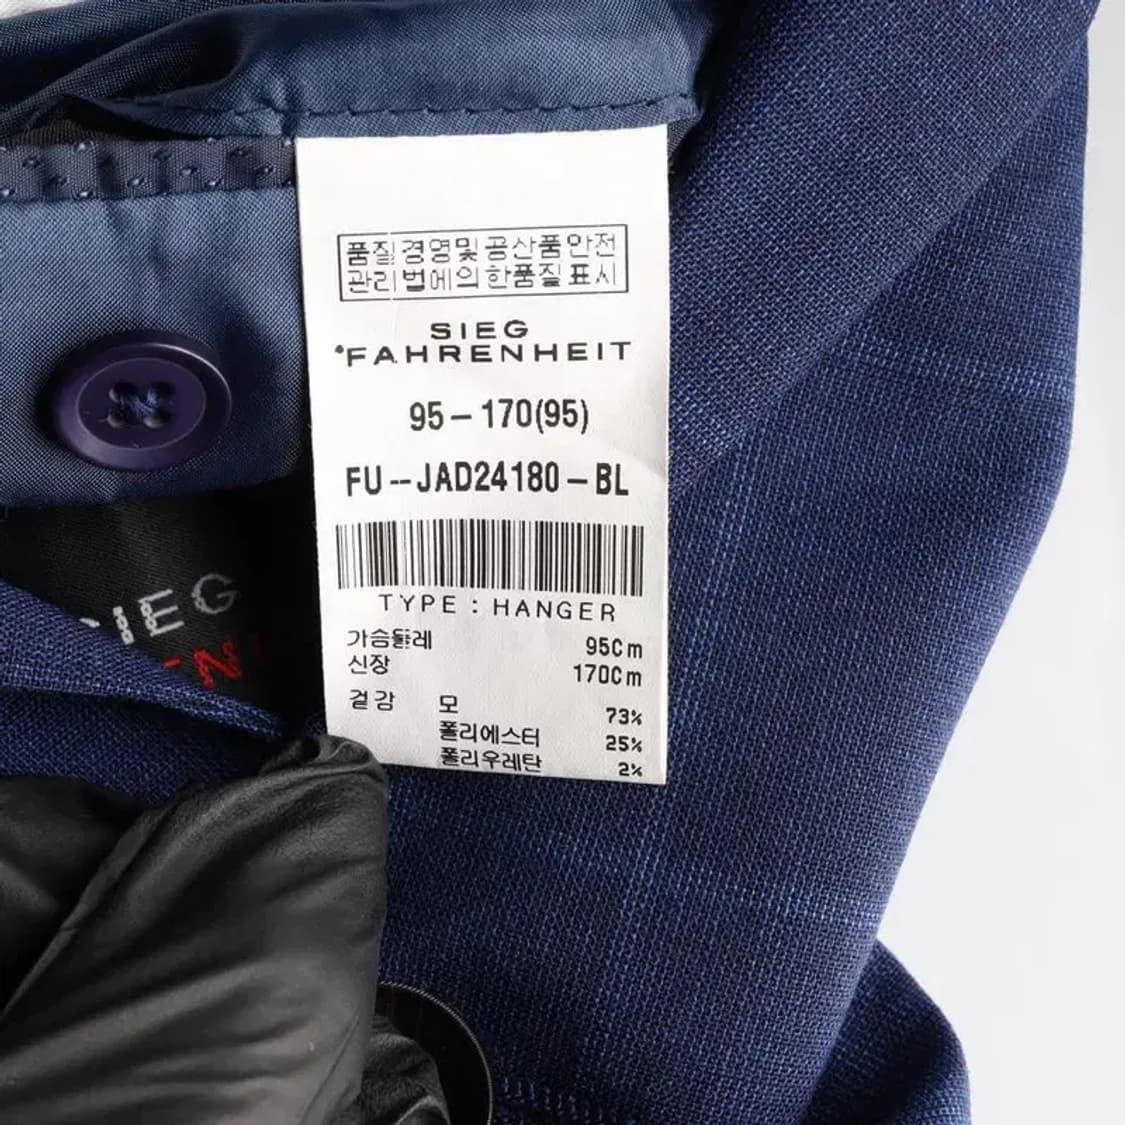 품질경영및공산품안전
관리법에의한품질표시
SIEG
FAHRENHEIT
95-170(95)
FU--JAD24180-BL
TYPE : HANGER
가슴둘레 95Cm
신장 170Cm
겉감 모 73%
폴리에스터 25%
폴리우레탄 2%
SIEG